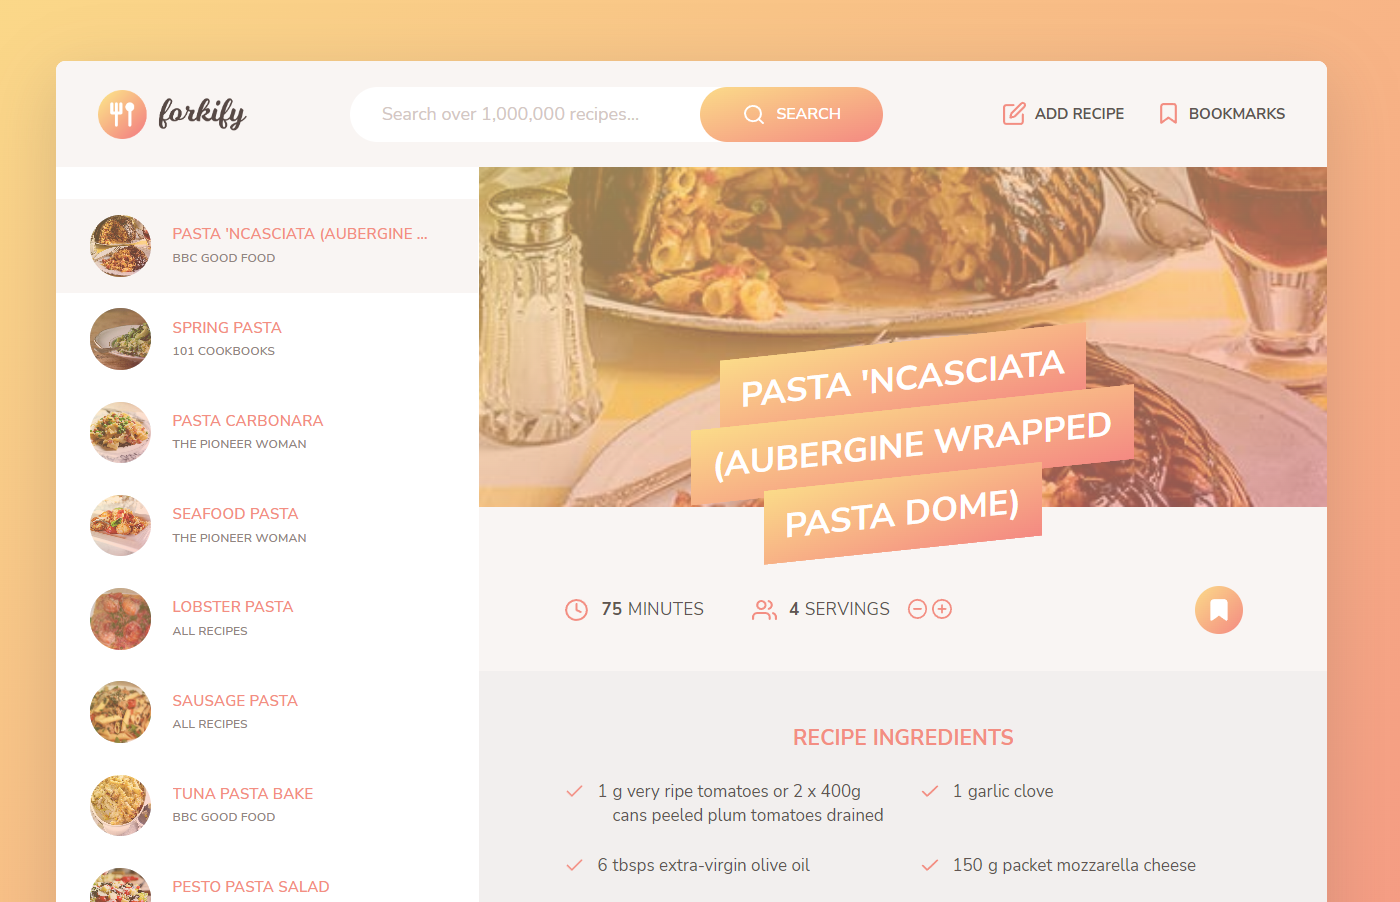 forkify
Search over 1,000,000 recipes...
SEARCH
ADD RECIPE
BOOKMARKS
PASTA 'NCASCIATA (AUBERGINE ...
BBC GOOD FOOD
SPRING PASTA
101 COOKBOOKS
PASTA CARBONARA
THE PIONEER WOMAN
SEAFOOD PASTA
THE PIONEER WOMAN
LOBSTER PASTA
ALL RECIPES
SAUSAGE PASTA
ALL RECIPES
TUNA PASTA BAKE
BBC GOOD FOOD
PESTO PASTA SALAD
PASTA 'NCASCIATA
(AUBERGINE WRAPPED
PASTA DOME)
75 MINUTES
4 SERVINGS
RECIPE INGREDIENTS
1 g very ripe tomatoes or 2 x 400g
cans peeled plum tomatoes drained
1 garlic clove
6 tbsps extra-virgin olive oil
150 g packet mozzarella cheese